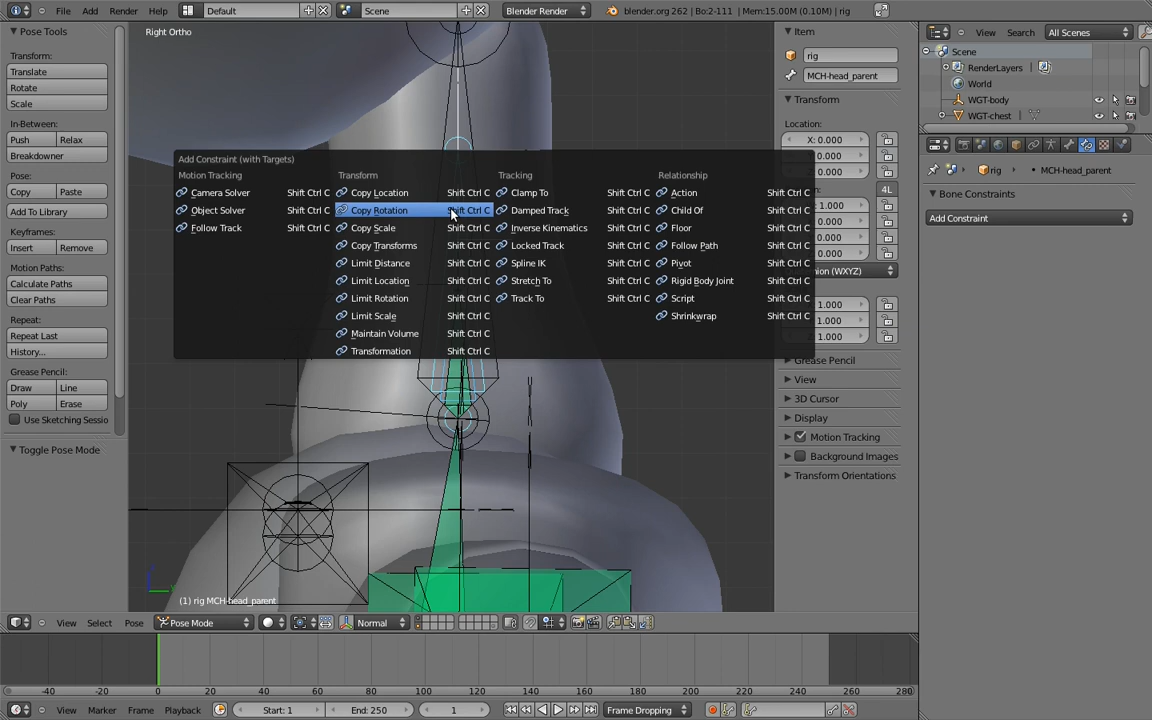 File Add Render Help Default Scene Blender Render blender.org 262 | Bo:2-111 | Mem:15.00M (0.10M) | rig
Pose Tools
Transform:
Translate
Rotate
Scale
In-Between:
Push Relax
Breakdowner
Pose:
Copy Paste
Add To Library
Keyframes:
Insert Remove
Motion Paths:
Calculate Paths
Clear Paths
Repeat:
Repeat Last
History...
Grease Pencil:
Draw Line
Poly Erase
Use Sketching Sessio
Toggle Pose Mode
Right Ortho
Add Constraint (with Targets)
Motion Tracking
Camera Solver Shift Ctrl C
Object Solver Shift Ctrl C
Follow Track Shift Ctrl C
Transform
Copy Location Shift Ctrl C
Copy Rotation Shift Ctrl C
Copy Scale Shift Ctrl C
Copy Transforms Shift Ctrl C
Limit Distance Shift Ctrl C
Limit Location Shift Ctrl C
Limit Rotation Shift Ctrl C
Limit Scale Shift Ctrl C
Maintain Volume Shift Ctrl C
Transformation Shift Ctrl C
Tracking
Clamp To Shift Ctrl C
Damped Track Shift Ctrl C
Inverse Kinematics Shift Ctrl C
Locked Track Shift Ctrl C
Spline IK Shift Ctrl C
Stretch To Shift Ctrl C
Track To Shift Ctrl C
Relationship
Action Shift Ctrl C
Child Of Shift Ctrl C
Floor Shift Ctrl C
Follow Path Shift Ctrl C
Pivot Shift Ctrl C
Rigid Body Joint Shift Ctrl C
Script Shift Ctrl C
Shrinkwrap Shift Ctrl C
(1) rig MCH-head_parent
Item
rig
MCH-head_parent
Transform
Location:
X: 0.000
0.000
0.000
4L
1.000
0.000
0.000
0.000
(WXYZ)
1.000
1.000
1.000
Grease Pencil
View
3D Cursor
Display
Motion Tracking
Background Images
Transform Orientations
View Search All Scenes
Scene
RenderLayers
World
WGT-body
WGT-chest
rig MCH-head_parent
Bone Constraints
Add Constraint
View Select Pose Pose Mode Normal
-40 -20 0 20 40 60 80 100 120 140 160 180 200 220 240 260 280
View Marker Frame Playback Start: 1 End: 250 1 Frame Dropping